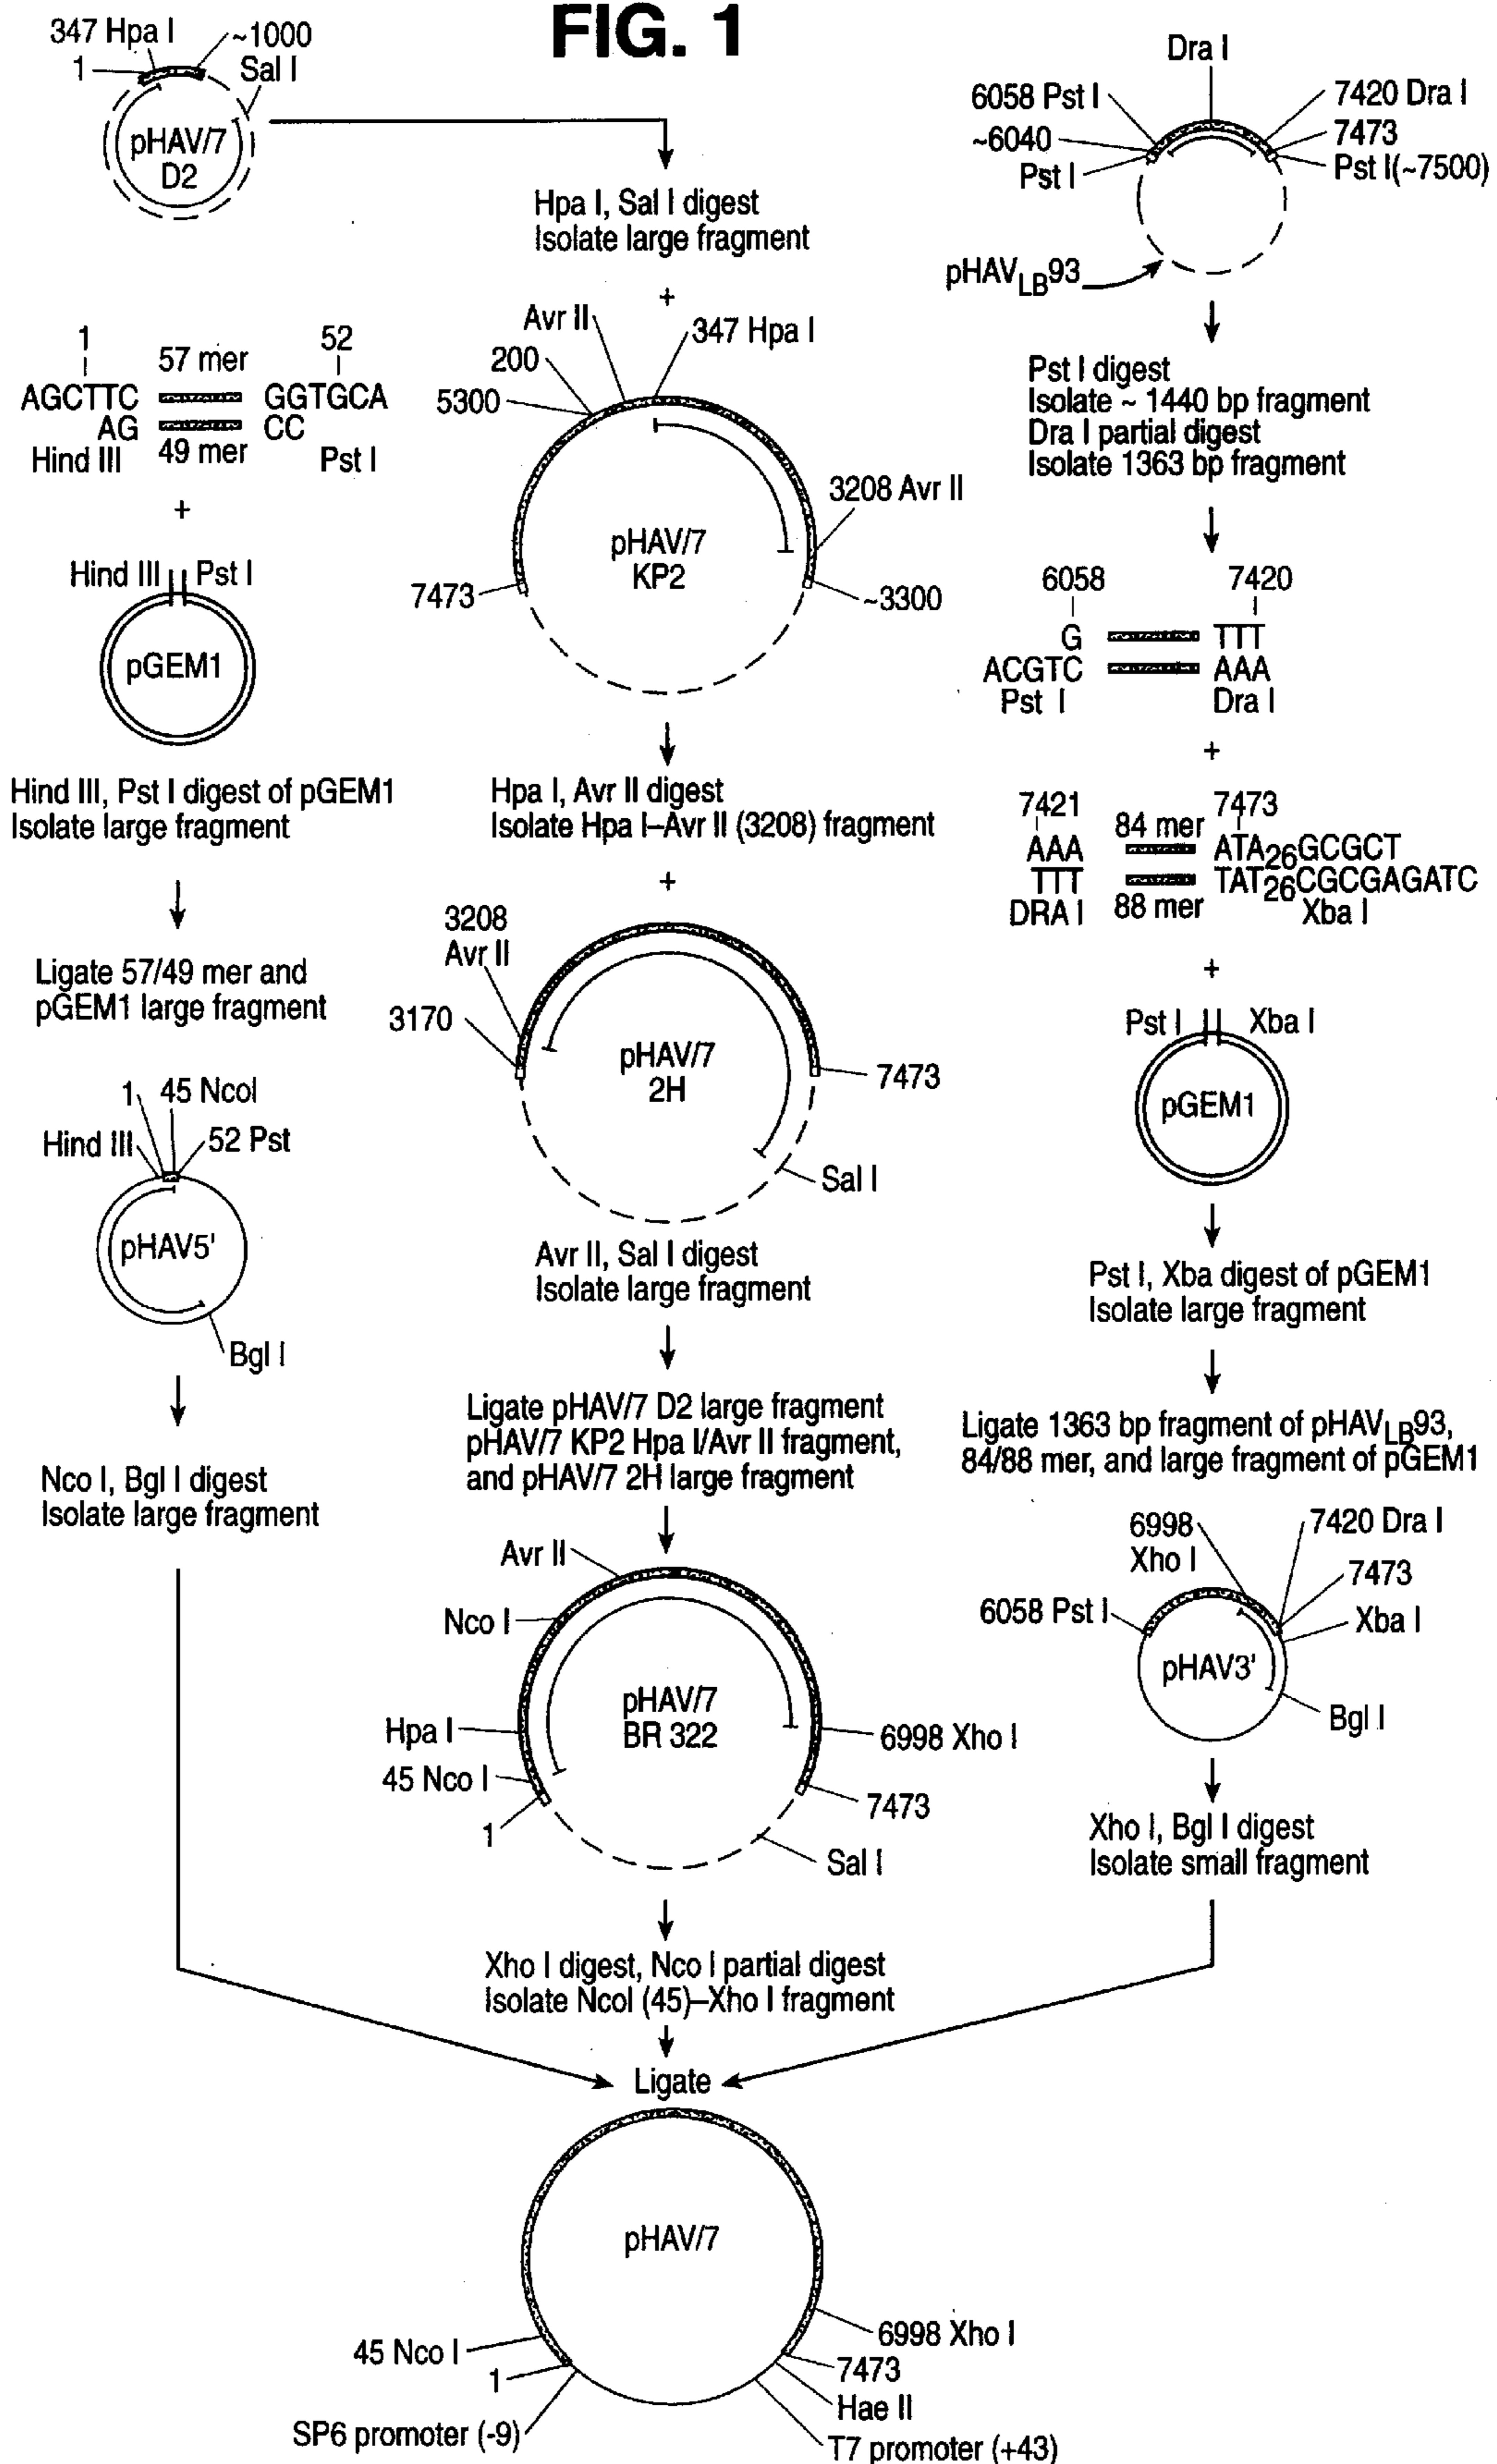 FIG. 1
347 Hpa I
~1000
1
Sal I
pHAV/7
D2
Hpa I, Sal I digest
Isolate large fragment
+
1
52
57 mer
AGCTTC
GGTGCA
AG
CC
Hind III
49 mer
Pst I
+
Hind III
Pst I
pGEM1
Hind III, Pst I digest of pGEM1
Isolate large fragment
Ligate 57/49 mer and
pGEM1 large fragment
1
45 NcoI
Hind III
52 Pst
pHAV5'
Bgl I
Nco I, Bgl I digest
Isolate large fragment
Avr II
347 Hpa I
200
5300
3208 Avr II
pHAV/7
KP2
7473
~3300
Hpa I, Avr II digest
Isolate Hpa I–Avr II (3208) fragment
+
3208
Avr II
3170
pHAV/7
2H
7473
Sal I
Avr II, Sal I digest
Isolate large fragment
Ligate pHAV/7 D2 large fragment
pHAV/7 KP2 Hpa I/Avr II fragment,
and pHAV/7 2H large fragment
Avr II
Nco I
pHAV/7
BR 322
Hpa I
6998 Xho I
45 Nco I
7473
1
Sal I
Xho I digest, Nco I partial digest
Isolate NcoI (45)–Xho I fragment
Dra I
6058 Pst I
7420 Dra I
~6040
7473
Pst I
Pst I(~7500)
pHAVLB93
Pst I digest
Isolate ~ 1440 bp fragment
Dra I partial digest
Isolate 1363 bp fragment
6058
7420
G
TTT
ACGTC
AAA
Pst I
Dra I
+
7421
7473
84 mer
AAA
ATA26GCGCT
TTT
TAT26CGCGAGATC
DRA I
88 mer
Xba I
+
Pst I
Xba I
pGEM1
Pst I, Xba digest of pGEM1
Isolate large fragment
Ligate 1363 bp fragment of pHAVLB93,
84/88 mer, and large fragment of pGEM1
6998
Xho I
7420 Dra I
7473
6058 Pst I
Xba I
pHAV3'
Bgl I
Xho I, Bgl I digest
Isolate small fragment
Ligate
pHAV/7
6998 Xho I
45 Nco I
7473
1
Hae II
SP6 promoter (-9)
T7 promoter (+43)